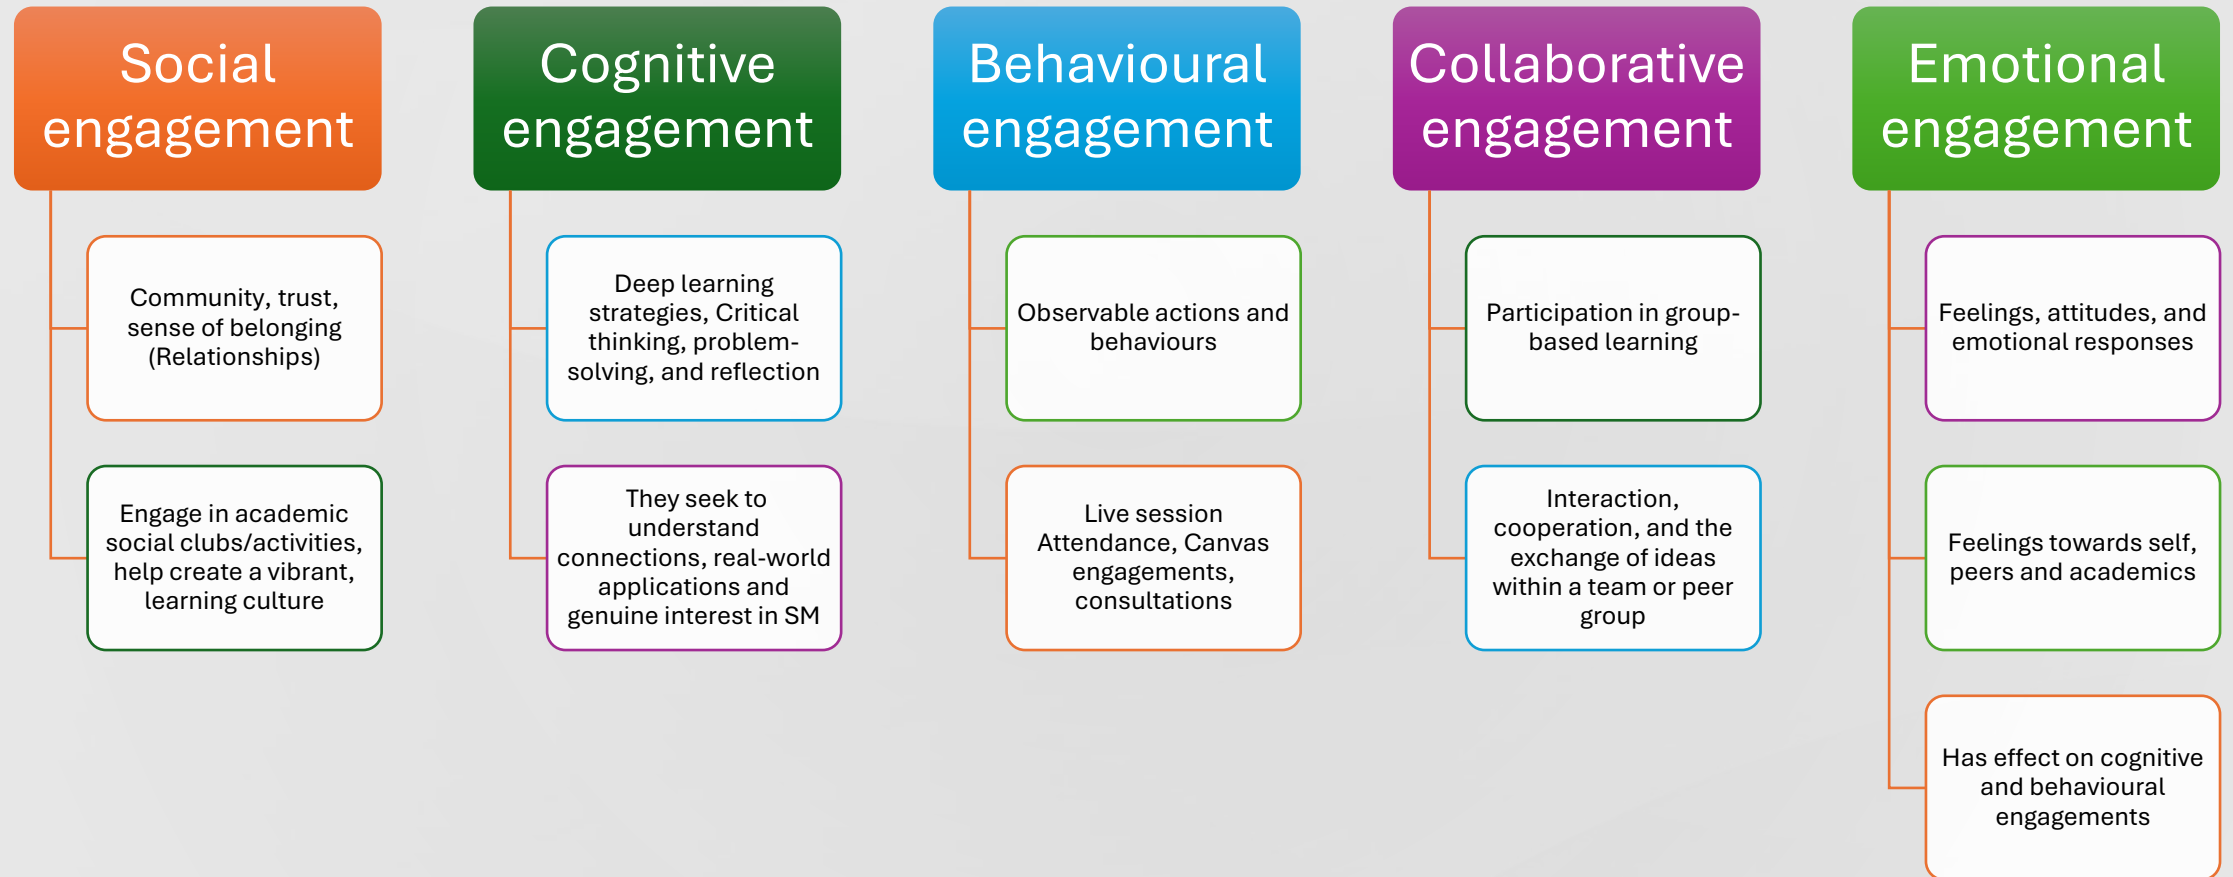 Social
engagement
Community, trust,
sense of belonging
(Relationships)
Engage in academic
social clubs/activities,
help create a vibrant,
learning culture
Cognitive
engagement
Deep learning
strategies, Critical
thinking, problem-
solving, and reflection
They seek to
understand
connections, real-world
applications and
genuine interest in SM
Behavioural
engagement
Observable actions and
behaviours
Live session
Attendance, Canvas
engagements,
consultations
Collaborative
engagement
Participation in group-
based learning
Interaction,
cooperation, and the
exchange of ideas
within a team or peer
group
Emotional
engagement
Feelings, attitudes, and
emotional responses
Feelings towards self,
peers and academics
Has effect on cognitive
and behavioural
engagements